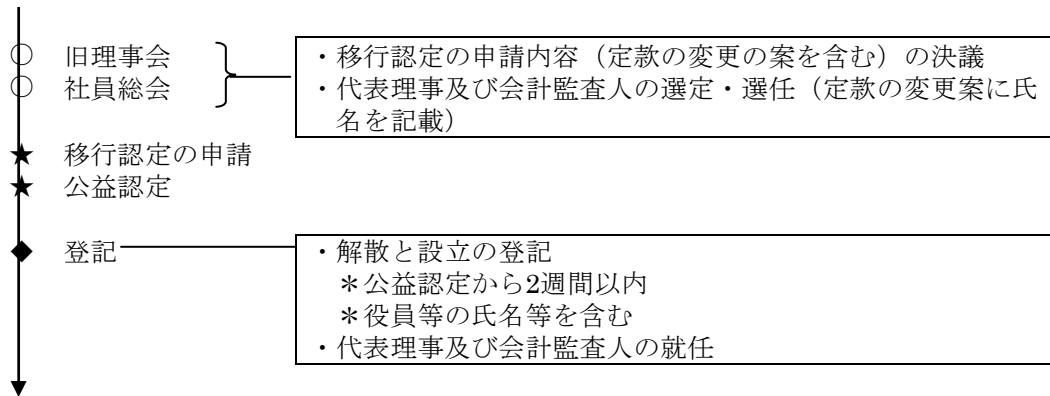 ○ 旧理事会
○ 社員総会
・移行認定の申請内容（定款の変更の案を含む）の決議
・代表理事及び会計監査人の選定・選任（定款の変更案に氏
名を記載）
★ 移行認定の申請
★ 公益認定
◆ 登記
・解散と設立の登記
＊公益認定から2週間以内
＊役員等の氏名等を含む
・代表理事及び会計監査人の就任